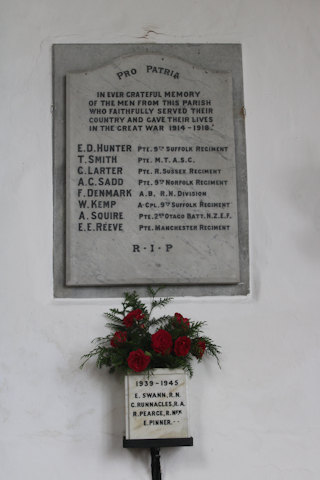 PRO PATRIA
IN EVER GRATEFUL MEMORY
OF THE MEN FROM THIS PARISH
WHO FAITHFULLY SERVED THEIR
COUNTRY AND GAVE THEIR LIVES
IN THE GREAT WAR 1914-1918.
E.D. HUNTER PTE. 9TH SUFFOLK REGIMENT
T. SMITH PTE. M.T.A.S.C.
C. LARTER PTE. R. SUSSEX REGIMENT
A.C. SADD PTE. 9TH NORFOLK REGIMENT
F. DENMARK A.B. R.N. DIVISION
W. KEMP A-CPL. 9TH SUFFOLK REGIMENT
A. SQUIRE PTE. 2ND OTAGO BATT. N.Z.E.F.
E.E. REEVE PTE. MANCHESTER REGIMENT
R-I-P
1939-1945
E. SWANN, R.N.
C. RUNNACLES, R.A.
R. PEARCE, R. NFK
E. PINNER.